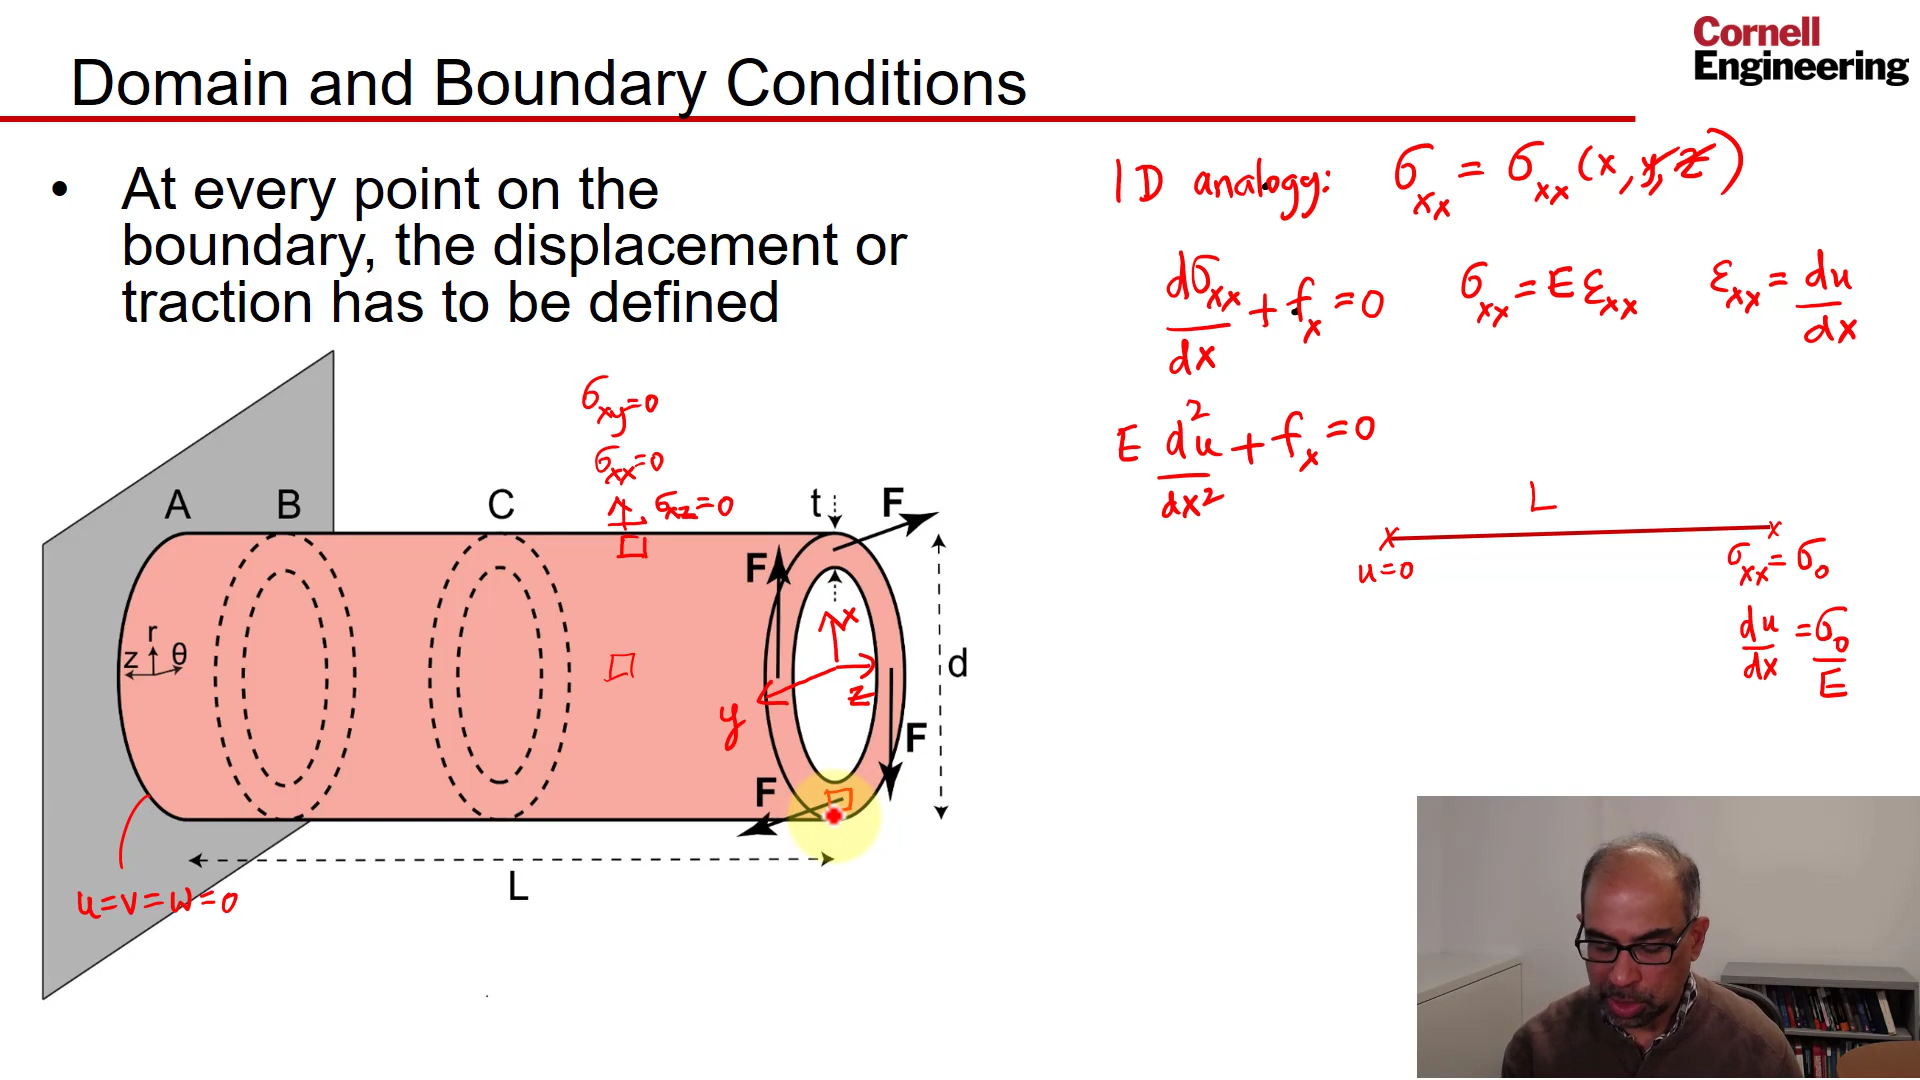 Domain and Boundary Conditions
Cornell
Engineering
• At every point on the
boundary, the displacement or
traction has to be defined
1D analogy: σxx = σxx (x, y, z)
dσxx/dx + fx = 0
σxx = E εxx
εxx = du/dx
E d²u/dx² + fx = 0
L
u=0
σxx = σ0
du/dx = σ0/E
σxy=0
σxx=0
σxz=0
A
B
C
t
F
F
r
z
θ
x
y
z
d
F
F
L
u=v=w=0